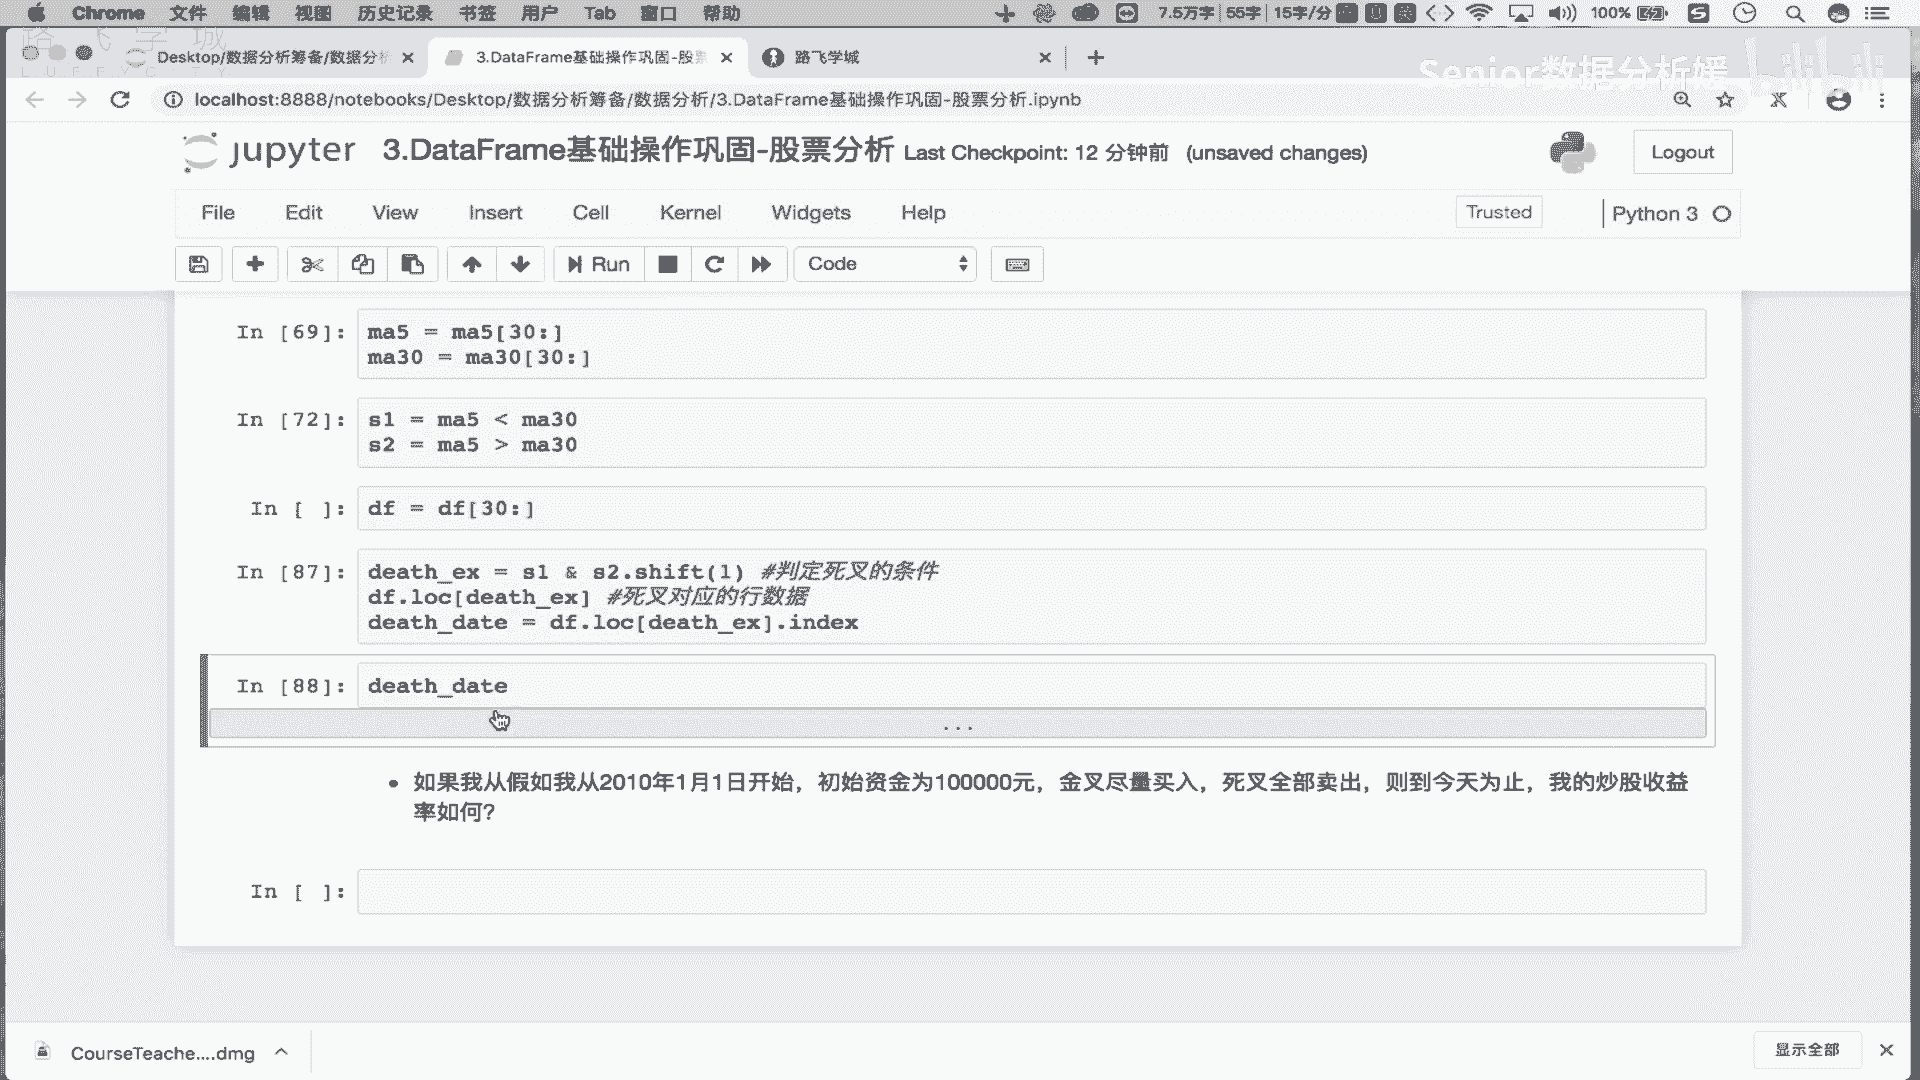 Chrome 文件 编辑 视图 历史记录 书签 用户 Tab 窗口 帮助 7.5万字 55字 15字/分 100%
路飞学城
LUFFYCITY
Desktop/数据分析筹备/数据分析 3.DataFrame基础操作巩固-股票 路飞学城
Senior数据分析媛 bilibili
localhost:8888/notebooks/Desktop/数据分析筹备/数据分析/3.DataFrame基础操作巩固-股票分析.ipynb
jupyter 3.DataFrame基础操作巩固-股票分析 Last Checkpoint: 12 分钟前 (unsaved changes) Logout
File Edit View Insert Cell Kernel Widgets Help Trusted Python 3
Run Code
In [69]: ma5 = ma5[30:]
ma30 = ma30[30:]
In [72]: s1 = ma5 < ma30
s2 = ma5 > ma30
In [ ]: df = df[30:]
In [87]: death_ex = s1 & s2.shift(1) #判定死叉的条件
df.loc[death_ex] #死叉对应的行数据
death_date = df.loc[death_ex].index
In [88]: death_date
...
• 如果我从假如我从2010年1月1日开始，初始资金为100000元，金叉尽量买入，死叉全部卖出，则到今天为止，我的炒股收益
率如何？
In [ ]:
CourseTeache....dmg 显示全部